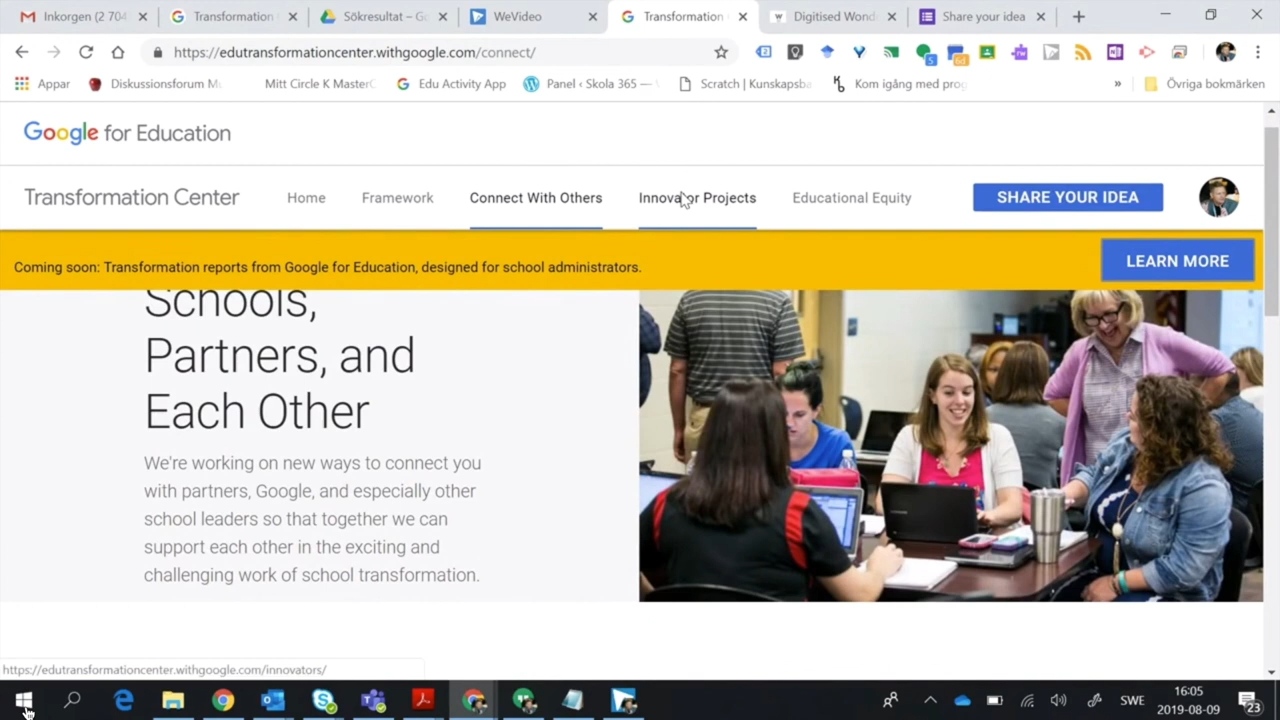 Inkorgen (2 704
Transformation
Sökresultat – G
WeVideo
Transformation
Digitised Wond
Share your idea
https://edutransformationcenter.withgoogle.com/connect/
5
6d
Appar
Diskussionsforum M
Mitt Circle K MasterC
Edu Activity App
Panel ‹ Skola 365 —
Scratch | Kunskapsba
Kom igång med prog
»
Övriga bokmärken
Google for Education
Transformation Center
Home
Framework
Connect With Others
Innovator Projects
Educational Equity
SHARE YOUR IDEA
Coming soon: Transformation reports from Google for Education, designed for school administrators.
LEARN MORE
Schools,
Partners, and
Each Other
We're working on new ways to connect you
with partners, Google, and especially other
school leaders so that together we can
support each other in the exciting and
challenging work of school transformation.
https://edutransformationcenter.withgoogle.com/innovators/
SWE
16:05
2019-08-09
23